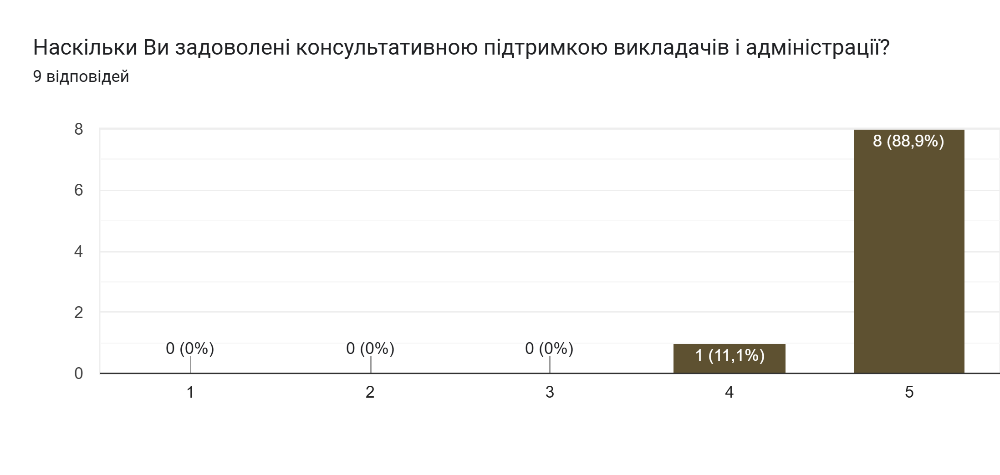 Наскільки Ви задоволені консультативною підтримкою викладачів і адміністрації?
9 відповідей
8
8 (88,9%)
6
4
2
0 (0%) 0 (0%) 0 (0%) 1 (11,1%)
0
1 2 3 4 5